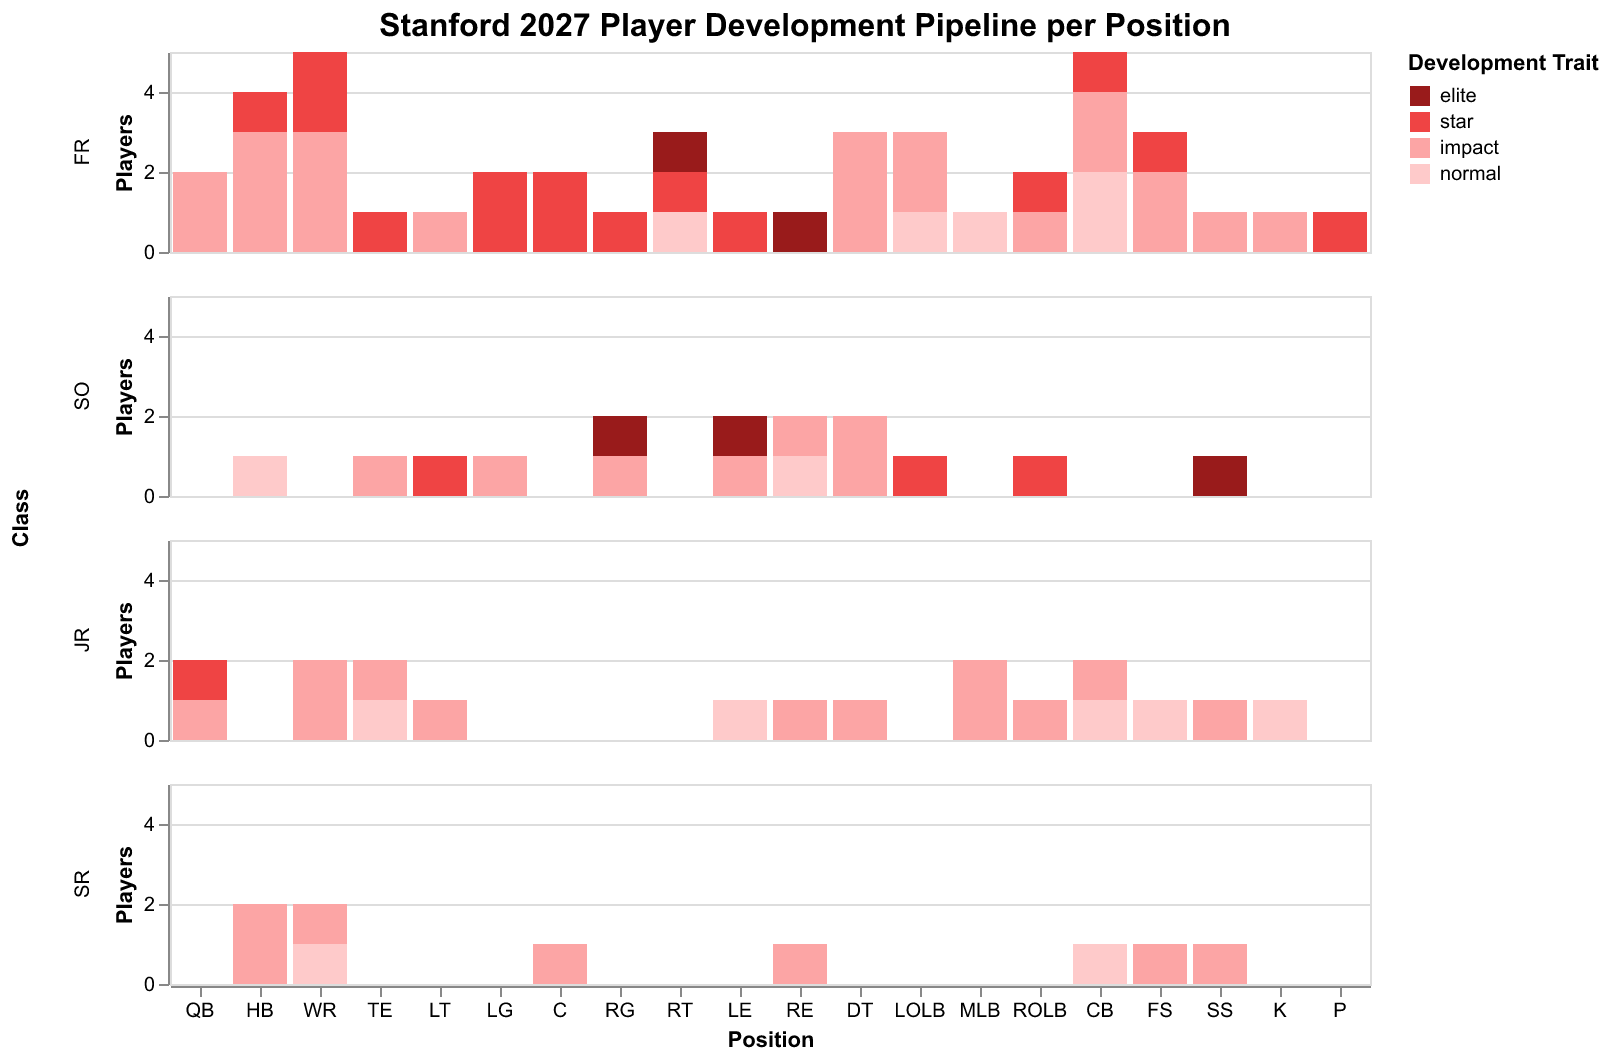 Stanford 2027 Player Development Pipeline per Position
Development Trait
elite
star
impact
normal
Class
FR
Players
4
2
0
SO
Players
4
2
0
JR
Players
4
2
0
SR
Players
4
2
0
QB HB WR TE LT LG C RG RT LE RE DT LOLB MLB ROLB CB FS SS K P
Position